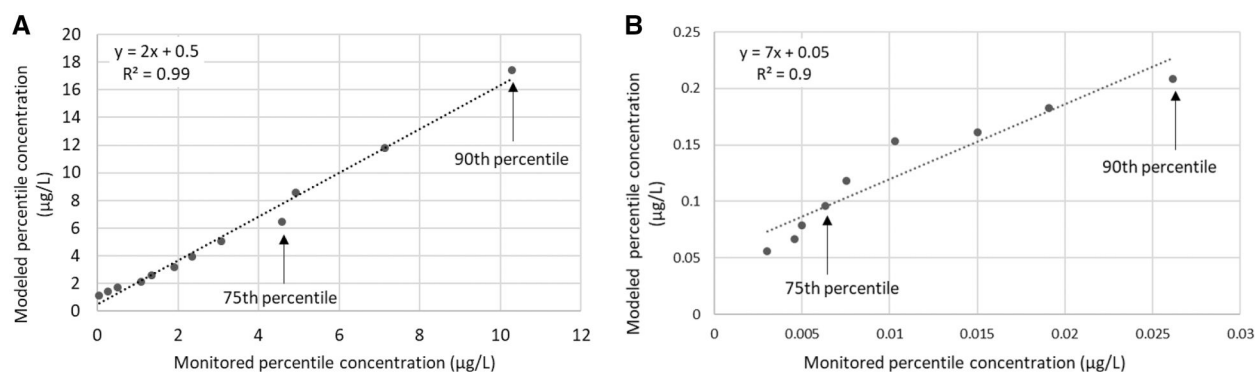 A
y = 2x + 0.5
R² = 0.99
20
18
16
14
12
10
8
6
4
2
0
0 2 4 6 8 10 12
90th percentile
75th percentile
Modeled percentile concentration
(µg/L)
Monitored percentile concentration (µg/L)
B
y = 7x + 0.05
R² = 0.9
0.25
0.2
0.15
0.1
0.05
0
0 0.005 0.01 0.015 0.02 0.025 0.03
90th percentile
75th percentile
Modeled percentile concentration
(µg/L)
Monitored percentile concentration (µg/L)